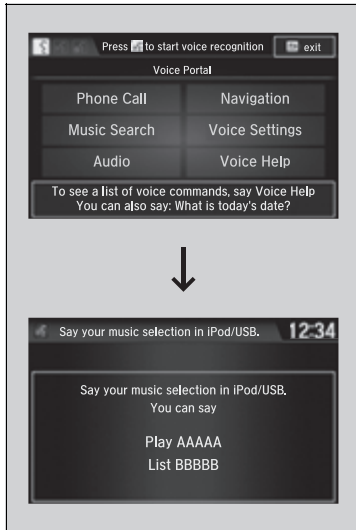 Press to start voice recognition exit
Voice Portal
Phone Call Navigation
Music Search Voice Settings
Audio Voice Help
To see a list of voice commands, say Voice Help
You can also say: What is today's date?
Say your music selection in iPod/USB. 12:34
Say your music selection in iPod/USB.
You can say
Play AAAAA
List BBBBB